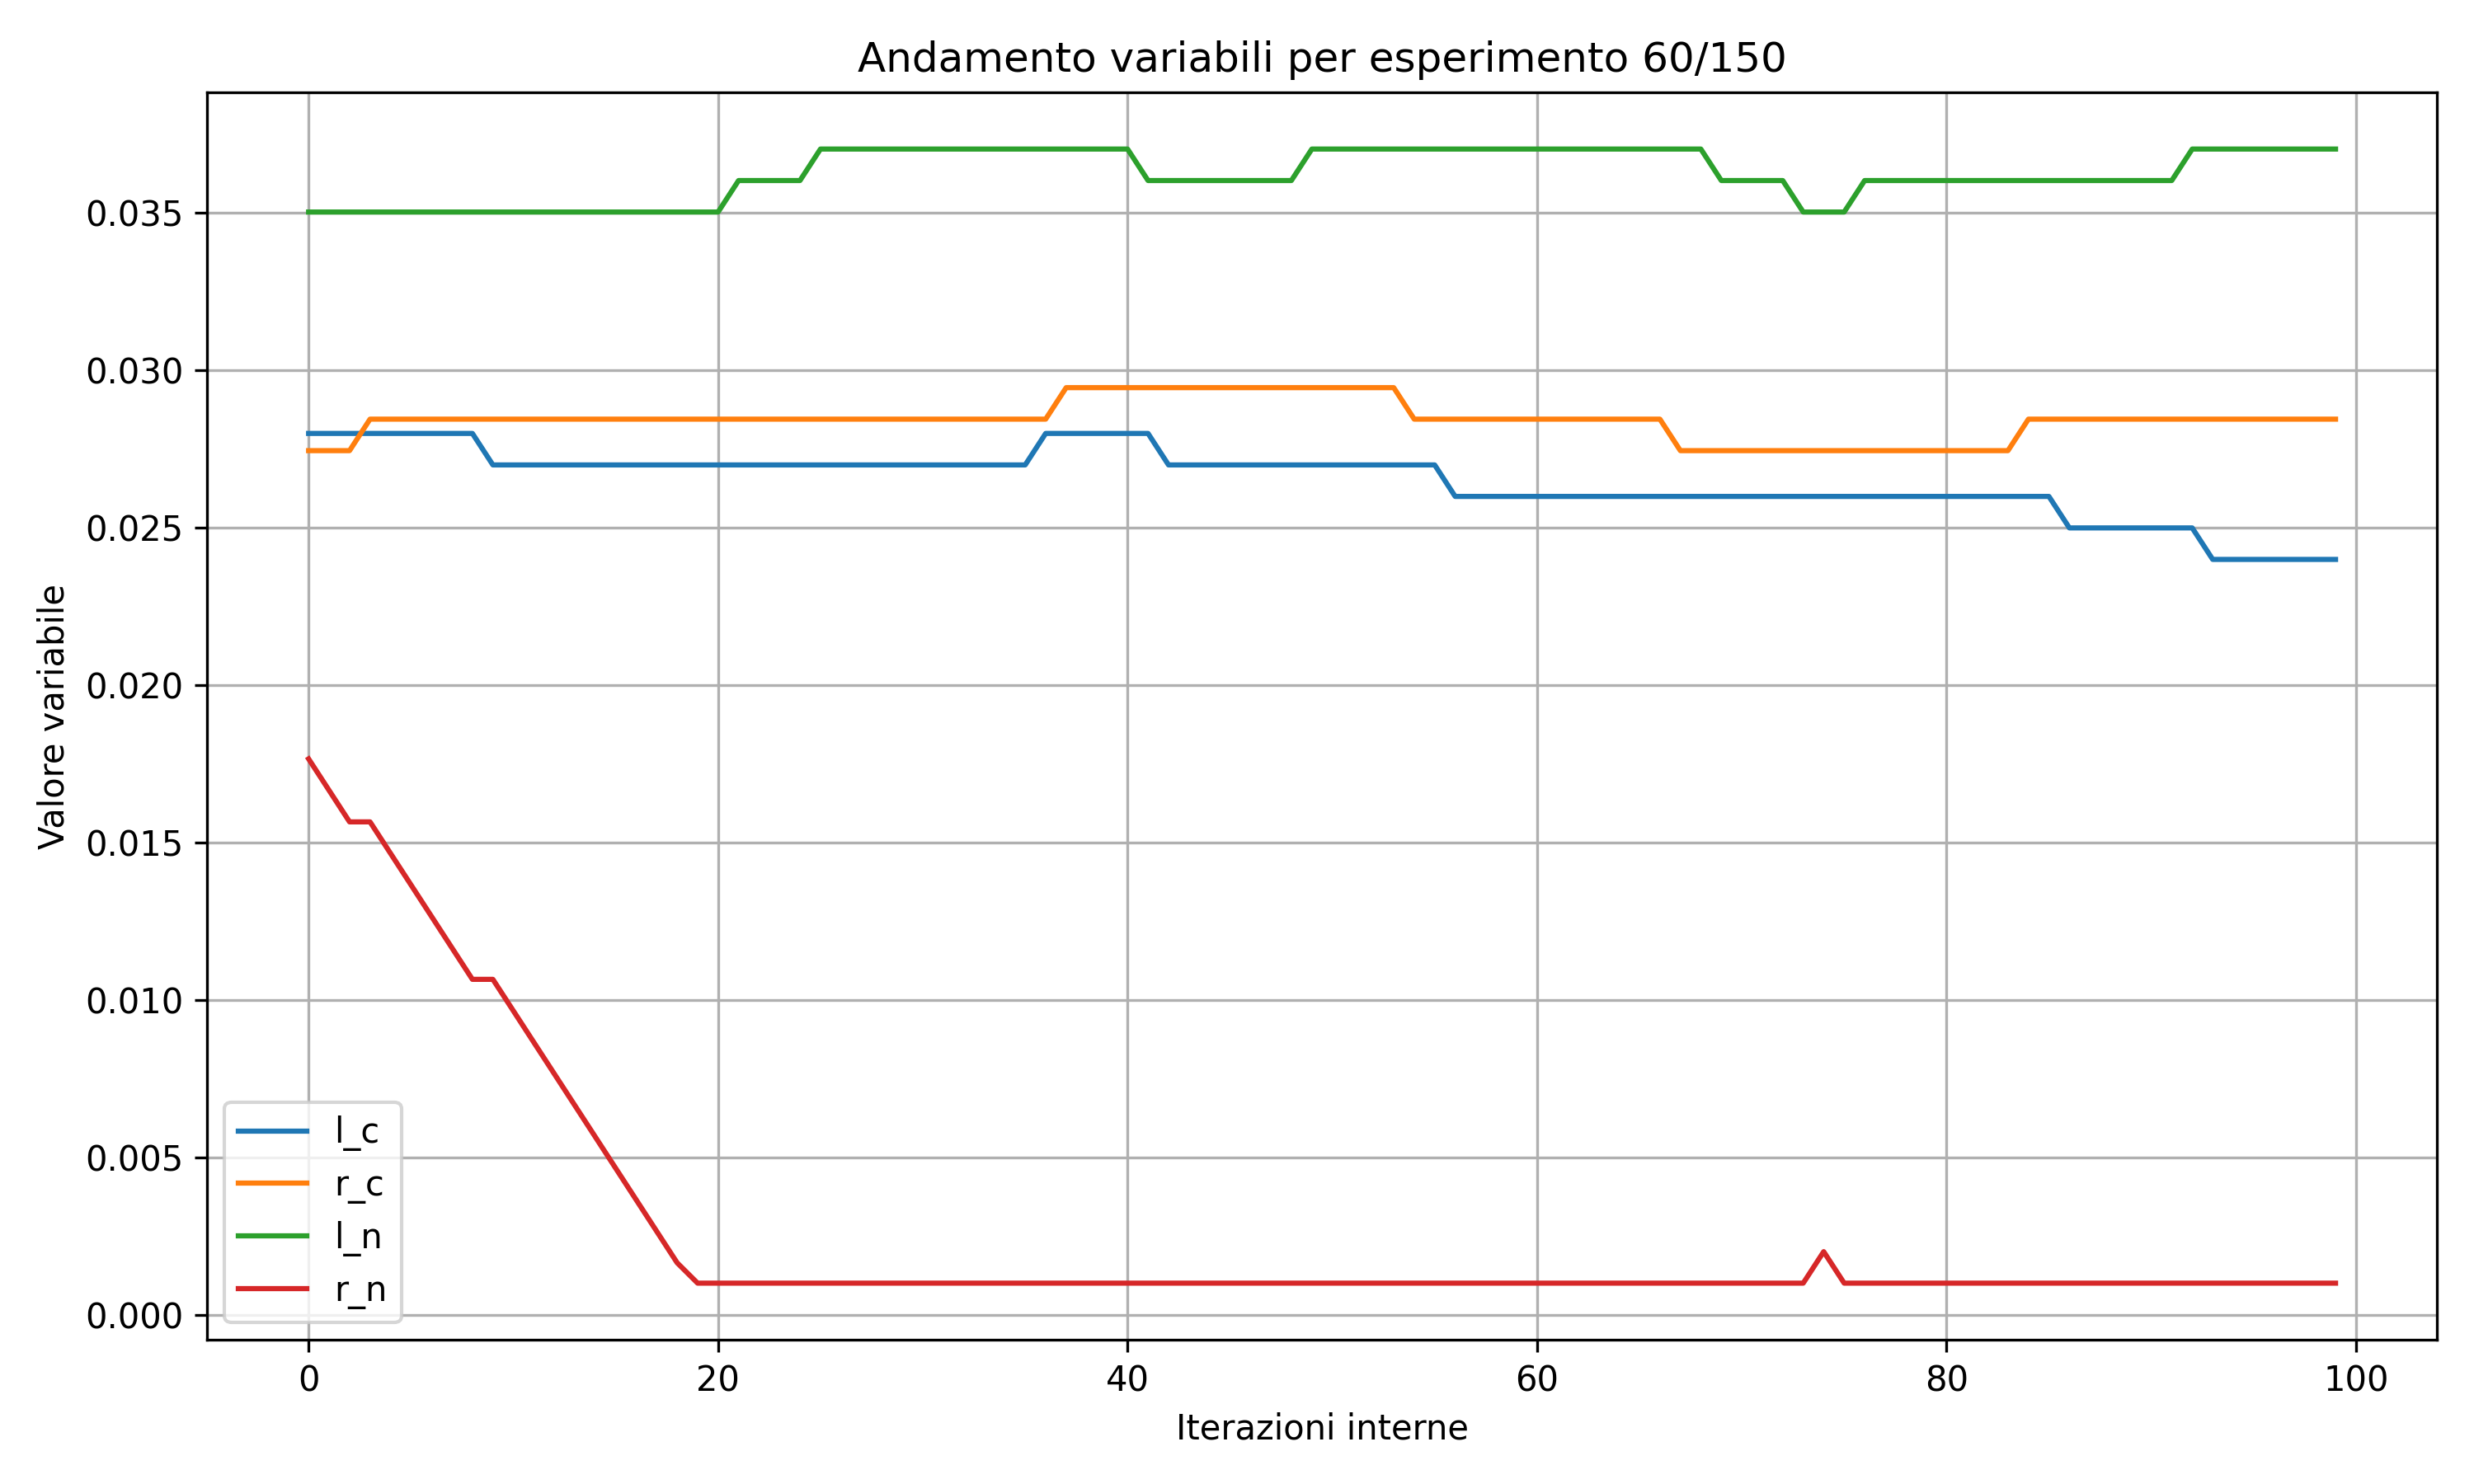 Andamento variabili per esperimento 60/150
Valore variabile
0.035
0.030
0.025
0.020
0.015
0.010
0.005
0.000
l_c
r_c
l_n
r_n
0 20 40 60 80 100
Iterazioni interne